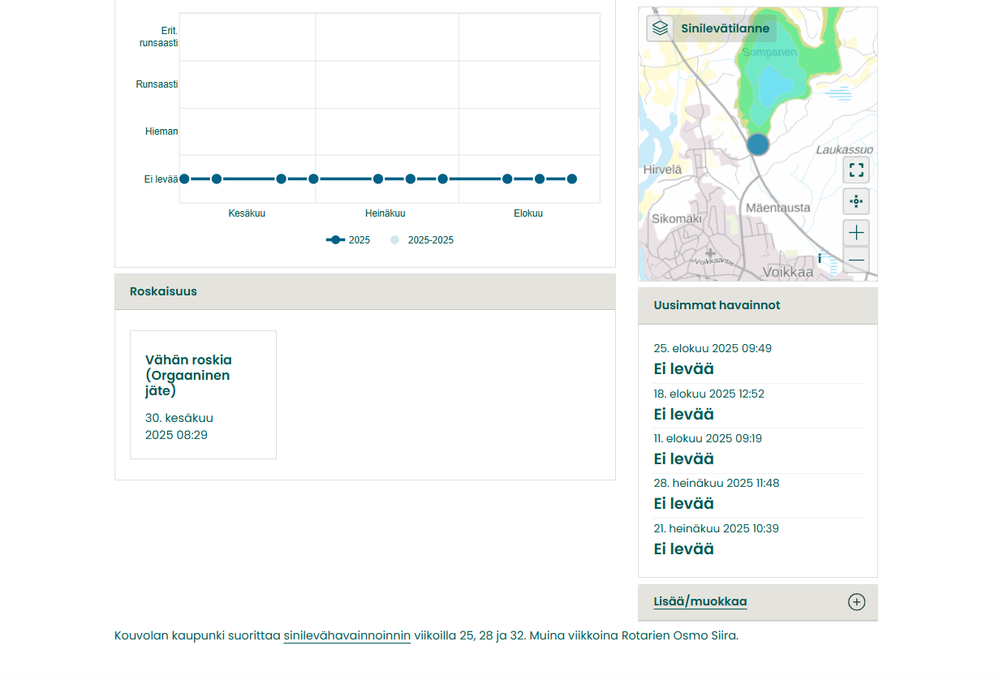 Erit.
runsaasti
Runsaasti
Hieman
Ei levää
Kesäkuu
Heinäkuu
Elokuu
2025
2025-2025
Roskaisuus
Vähän roskia
(Orgaaninen
jäte)
30. kesäkuu
2025 08:29
Sinilevätilanne
Sompanen
Laukassuo
Hirvelä
Mäentausta
Sikomäki
Voikkaantie
Voikkaa
Uusimmat havainnot
25. elokuu 2025 09:49
Ei levää
18. elokuu 2025 12:52
Ei levää
11. elokuu 2025 09:19
Ei levää
28. heinäkuu 2025 11:48
Ei levää
21. heinäkuu 2025 10:39
Ei levää
Lisää/muokkaa
Kouvolan kaupunki suorittaa sinilevähavainnoinnin viikoilla 25, 28 ja 32. Muina viikkoina Rotarien Osmo Siira.